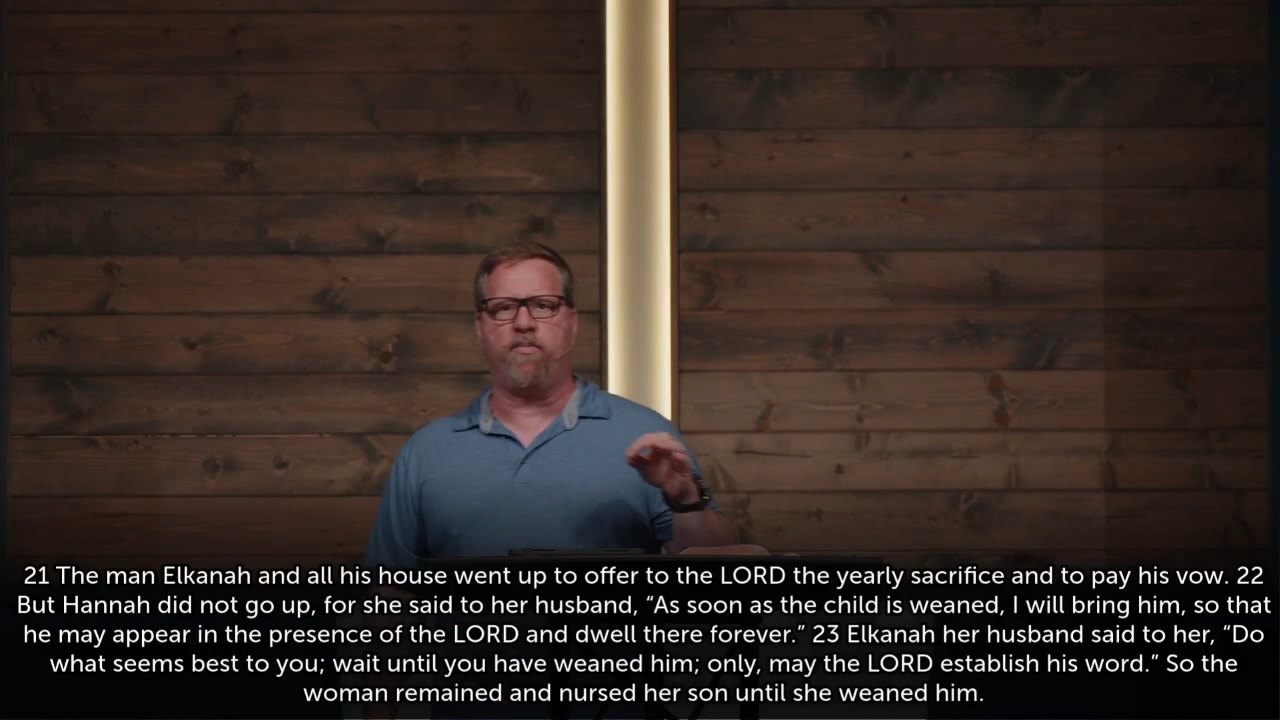 21 The man Elkanah and all his house went up to offer to the LORD the yearly sacrifice and to pay his vow. 22
But Hannah did not go up, for she said to her husband, “As soon as the child is weaned, I will bring him, so that
he may appear in the presence of the LORD and dwell there forever.” 23 Elkanah her husband said to her, “Do
what seems best to you; wait until you have weaned him; only, may the LORD establish his word.” So the
woman remained and nursed her son until she weaned him.